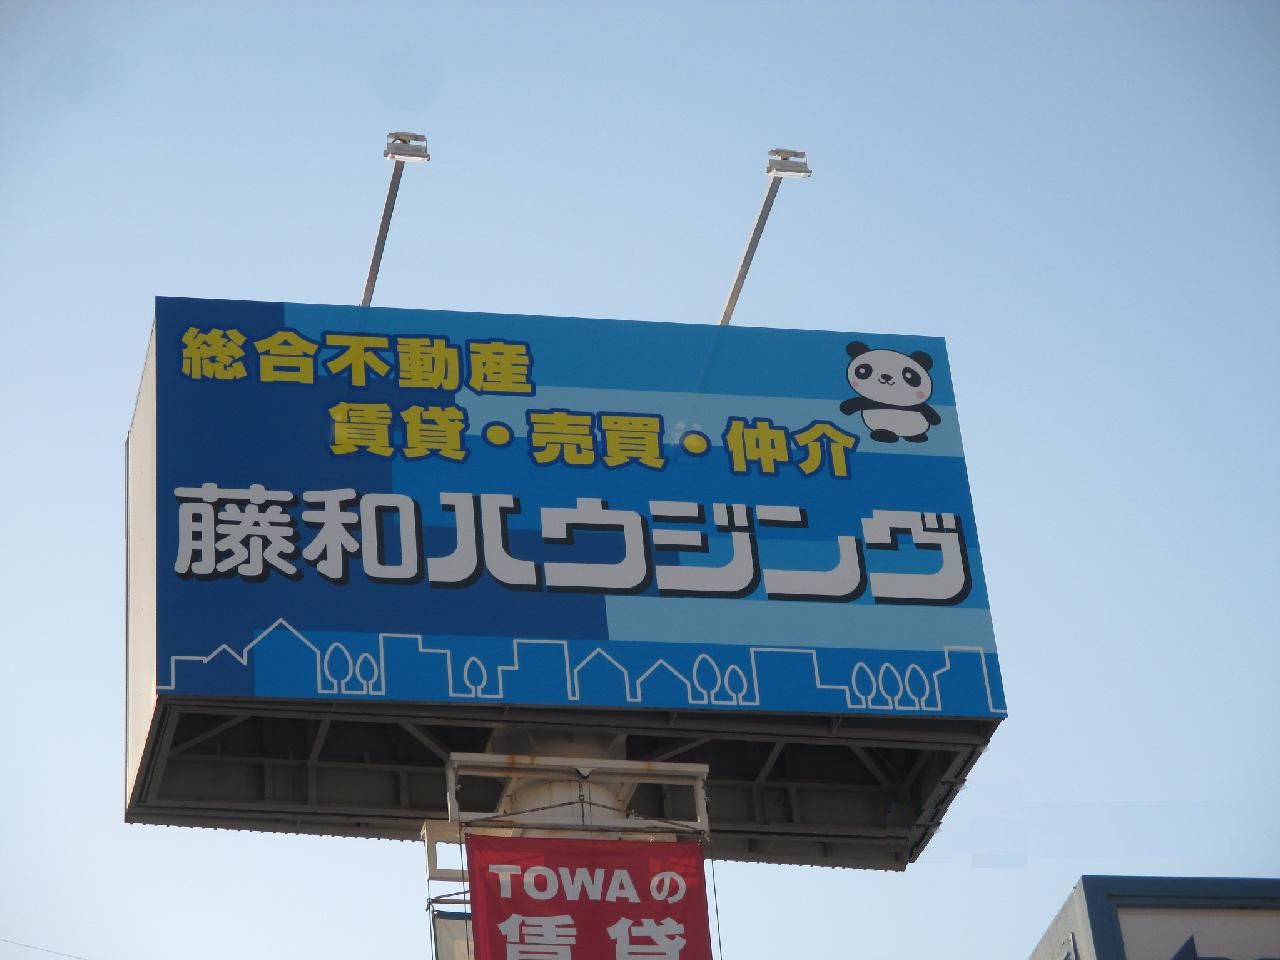 総合不動産
賃貸・売買・仲介
藤和ハウジング
TOWAの
賃貸